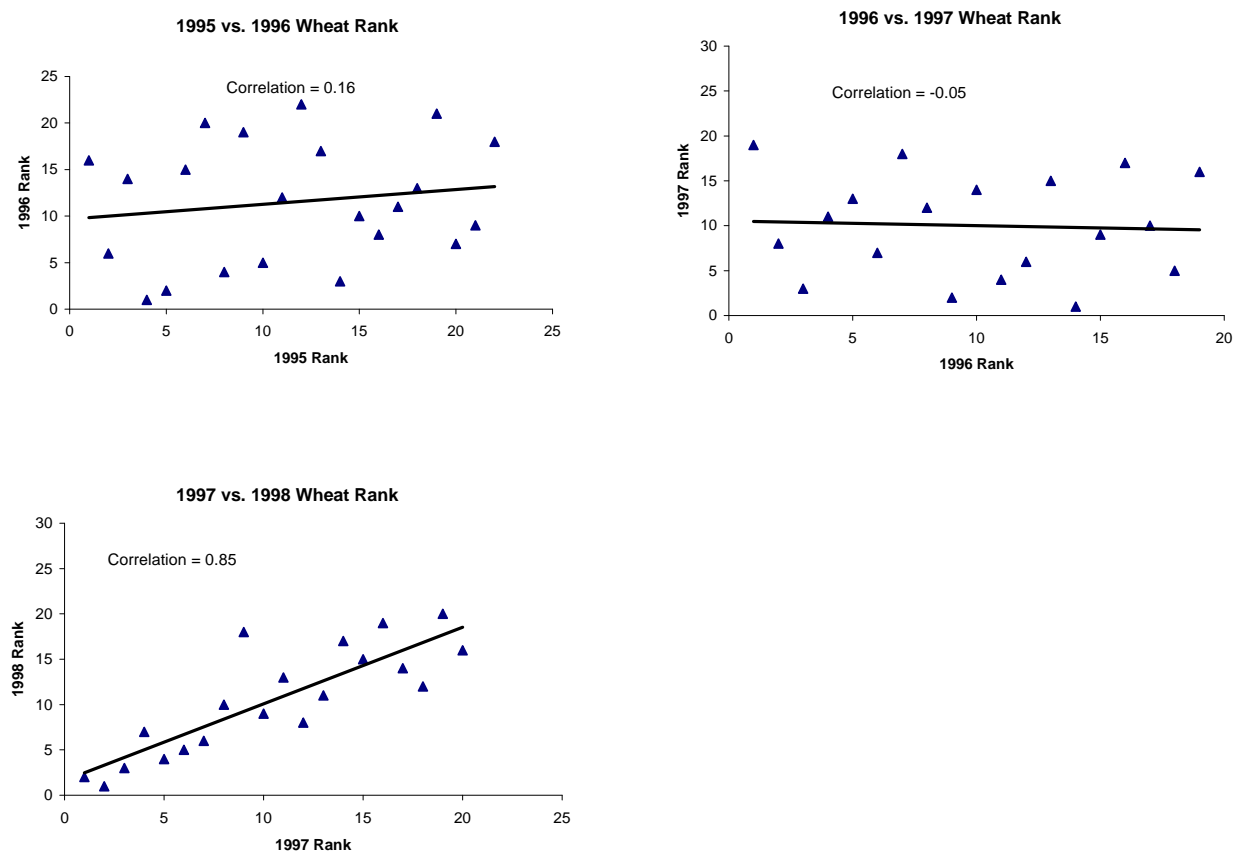 1995 vs. 1996 Wheat Rank
Correlation = 0.16
25
20
15
10
5
0
0 5 10 15 20 25
1996 Rank
1995 Rank
1996 vs. 1997 Wheat Rank
Correlation = -0.05
30
25
20
15
10
5
0
0 5 10 15 20
1997 Rank
1996 Rank
1997 vs. 1998 Wheat Rank
Correlation = 0.85
30
25
20
15
10
5
0
0 5 10 15 20 25
1998 Rank
1997 Rank